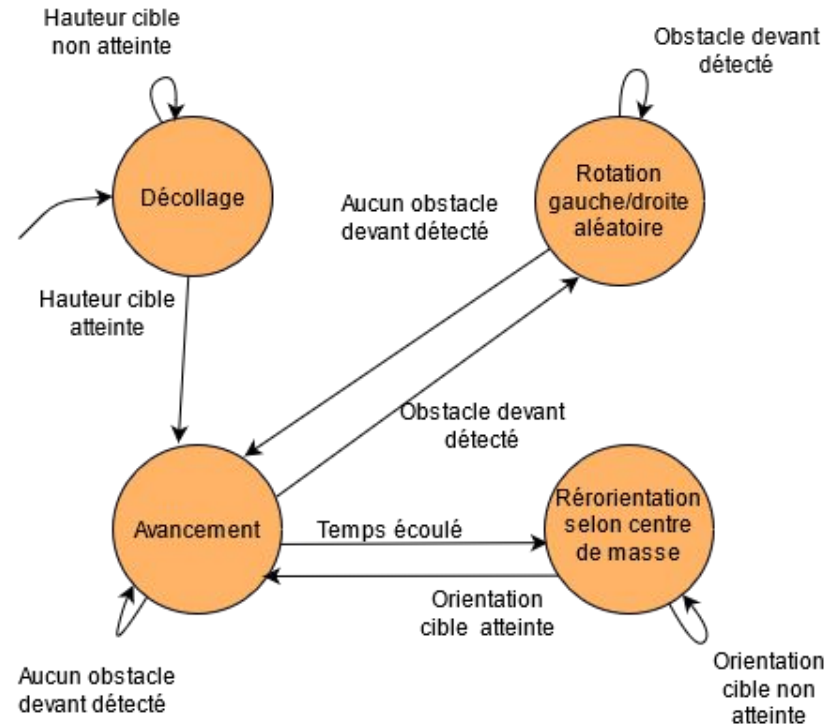 Hauteur cible
non atteinte
Obstacle devant
détecté
Décollage
Rotation
gauche/droite
aléatoire
Aucun obstacle
devant détecté
Hauteur cible
atteinte
Obstacle devant
détecté
Avancement
Temps écoulé
Rérorientation
selon centre
de masse
Orientation
cible atteinte
Aucun obstacle
devant détecté
Orientation
cible non
atteinte